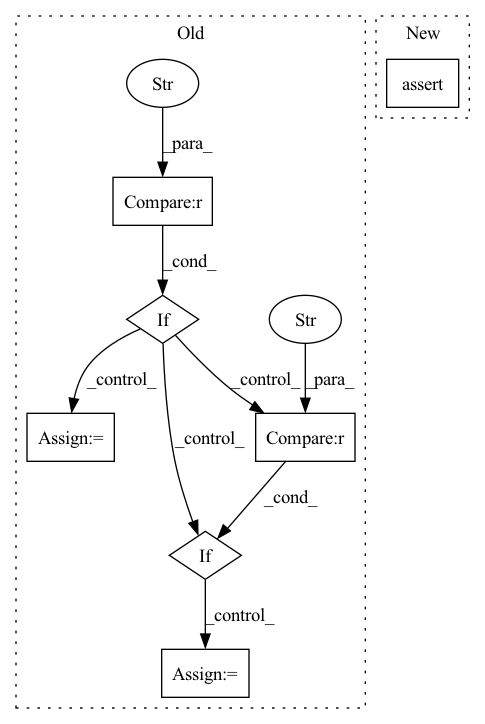 Old
New
Str
assert
_para_
Compare:r
_cond_
If
Str
_control_
_control_
_para_
_control_
Assign:=
Compare:r
_cond_
If
_control_
Assign:=